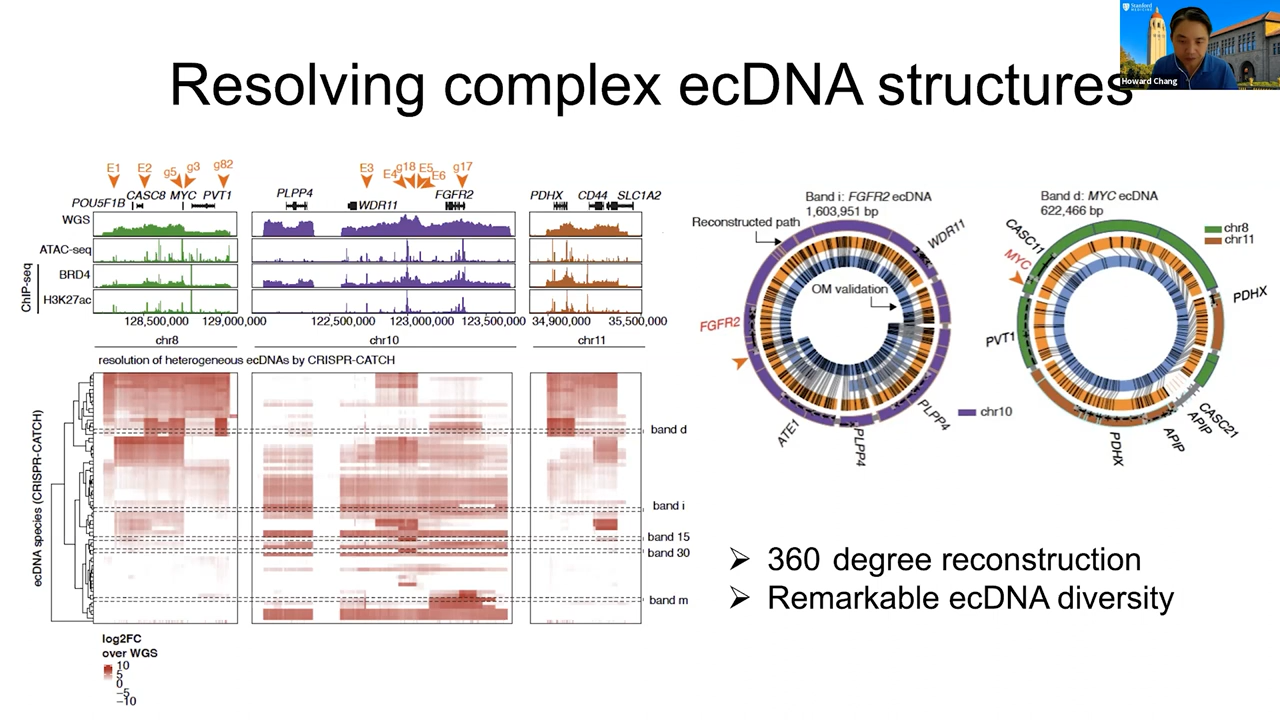 Stanford
MEDICINE
Howard Chang
Resolving complex ecDNA structures
E1 E2 g5 g3 g82
E3 E4 g18 E5 E6 g17
POU5F1B CASC8 MYC PVT1
PLPP4 WDR11 FGFR2
PDHX CD44 SLC1A2
WGS
ATAC-seq
ChIP-seq
BRD4
H3K27ac
128,500,000 129,000,000
122,500,000 123,000,000 123,500,000
34,900,000 35,500,000
chr8 chr10 chr11
resolution of heterogeneous ecDNAs by CRISPR-CATCH
ecDNA species (CRISPR-CATCH)
band d
band i
band 15
band 30
band m
log2FC
over WGS
10
5
0
−5
−10
Band i: FGFR2 ecDNA
1,603,951 bp
Reconstructed path
OM validation
WDR11
FGFR2
ATE1
PLPP4
PLPP4
chr10
Band d: MYC ecDNA
622,466 bp
chr8
chr11
CASC11
MYC
PVT1
PDHX
CASC21
APIP
APIP
PDHX
➢ 360 degree reconstruction
➢ Remarkable ecDNA diversity